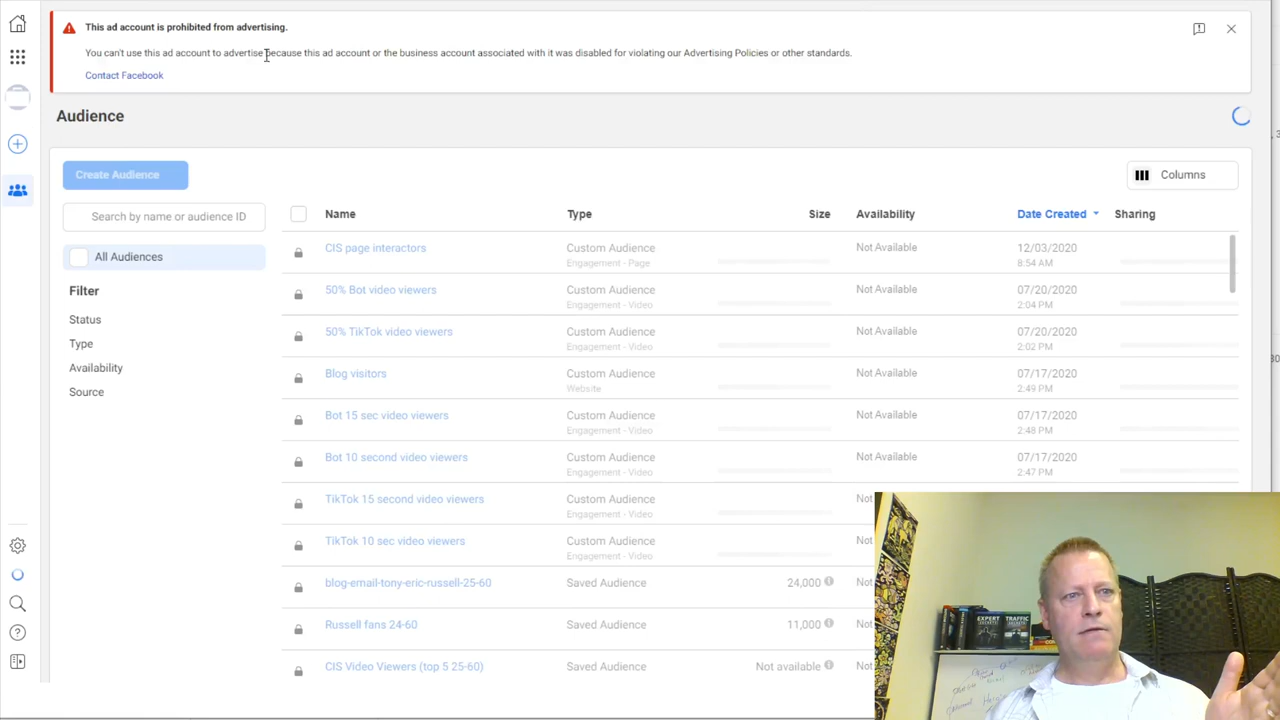 This ad account is prohibited from advertising.
You can't use this ad account to advertise because this ad account or the business account associated with it was disabled for violating our Advertising Policies or other standards.
Contact Facebook
Audience
Create Audience
Columns
Search by name or audience ID
All Audiences
Filter
Status
Type
Availability
Source
Name Type Size Availability Date Created Sharing
CIS page interactors Custom Audience Not Available 12/03/2020
Engagement - Page 8:54 AM
50% Bot video viewers Custom Audience Not Available 07/20/2020
Engagement - Video 2:04 PM
50% TikTok video viewers Custom Audience Not Available 07/20/2020
Engagement - Video 2:02 PM
Blog visitors Custom Audience Not Available 07/17/2020
Website 2:49 PM
Bot 15 sec video viewers Custom Audience Not Available 07/17/2020
Engagement - Video 2:48 PM
Bot 10 second video viewers Custom Audience Not Available 07/17/2020
Engagement - Video 2:47 PM
TikTok 15 second video viewers Custom Audience Not
Engagement - Video
TikTok 10 sec video viewers Custom Audience Not
Engagement - Video
blog-email-tony-eric-russell-25-60 Saved Audience 24,000 Not
Russell fans 24-60 Saved Audience 11,000 Not
CIS Video Viewers (top 5 25-60) Saved Audience Not available Not
EXPERT SECRETS
TRAFFIC SECRETS